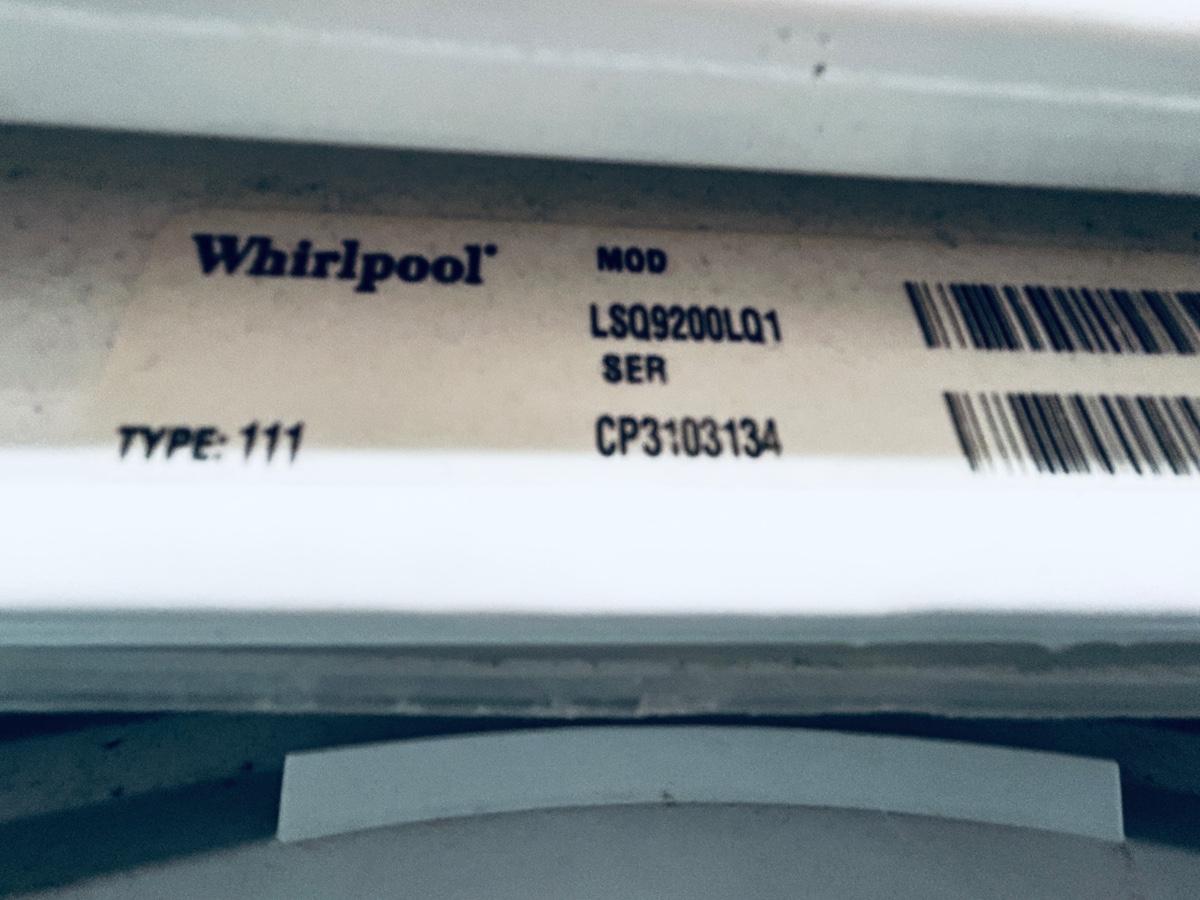 Whirlpool
MOD
LSQ9200LQ1
SER
CP3103134
TYPE: 111